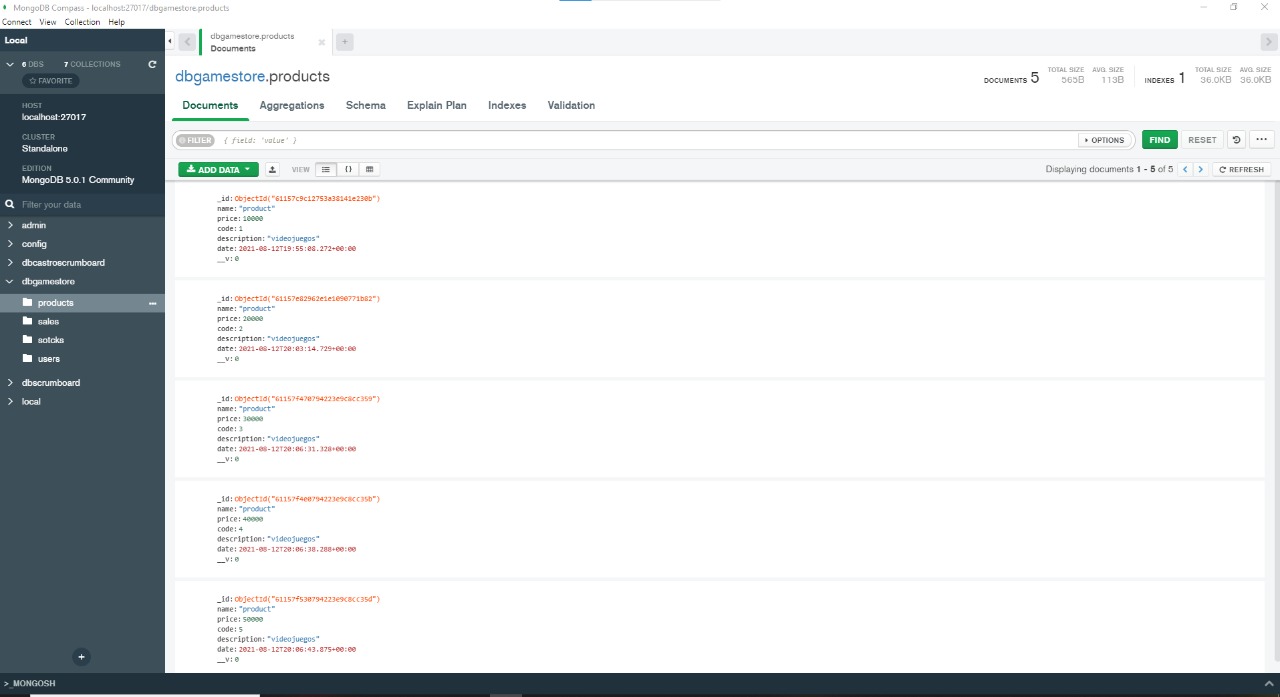 MongoDB Compass - localhost:27017/dbgamestore.products
Connect View Collection Help
Local
dbgamestore.products
Documents
6 DBS 7 COLLECTIONS
FAVORITE
HOST
localhost:27017
CLUSTER
Standalone
EDITION
MongoDB 5.0.1 Community
Filter your data
admin
config
dbcastroscrumboard
dbgamestore
products
sales
sotcks
users
dbscrumboard
local
>_MONGOSH
dbgamestore.products
DOCUMENTS 5 TOTAL SIZE 565B AVG. SIZE 113B INDEXES 1 TOTAL SIZE 36.0KB AVG. SIZE 36.0KB
Documents Aggregations Schema Explain Plan Indexes Validation
FILTER { field: 'value' } OPTIONS FIND RESET
ADD DATA VIEW Displaying documents 1 - 5 of 5 REFRESH
_id: ObjectId("61157c9c12753a38141e230b")
name: "product"
price: 10000
code: 1
description: "videojuegos"
date: 2021-08-12T19:55:08.272+00:00
__v: 0
_id: ObjectId("61157e82962e1e1090771b82")
name: "product"
price: 20000
code: 2
description: "videojuegos"
date: 2021-08-12T20:03:14.729+00:00
__v: 0
_id: ObjectId("61157f470794223e9c8cc359")
name: "product"
price: 30000
code: 3
description: "videojuegos"
date: 2021-08-12T20:06:31.328+00:00
__v: 0
_id: ObjectId("61157f4e0794223e9c8cc35b")
name: "product"
price: 40000
code: 4
description: "videojuegos"
date: 2021-08-12T20:06:38.288+00:00
__v: 0
_id: ObjectId("61157f530794223e9c8cc35d")
name: "product"
price: 50000
code: 5
description: "videojuegos"
date: 2021-08-12T20:06:43.875+00:00
__v: 0